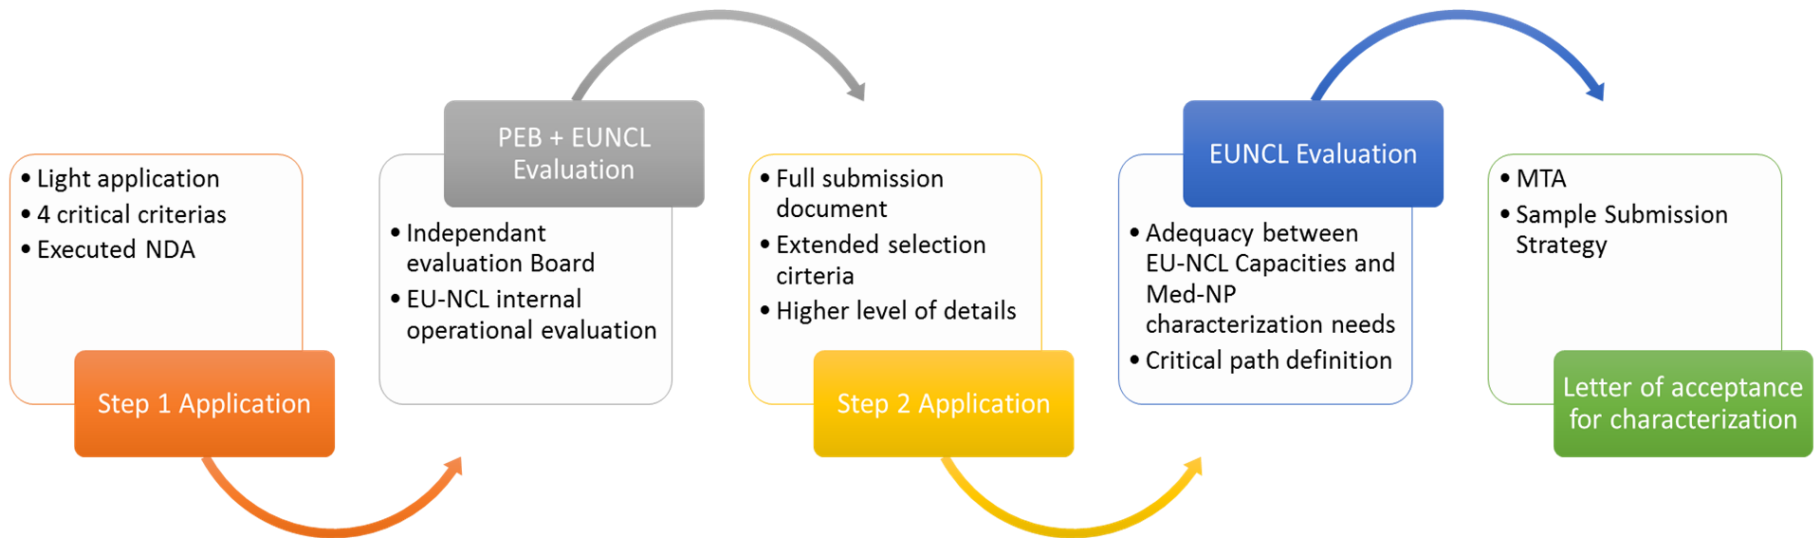 • Light application
• 4 critical criterias
• Executed NDA
Step 1 Application
PEB + EUNCL
Evaluation
• Independant
evaluation Board
• EU-NCL internal
operational evaluation
• Full submission
document
• Extended selection
cirteria
• Higher level of details
Step 2 Application
EUNCL Evaluation
• Adequacy between
EU-NCL Capacities and
Med-NP
characterization needs
• Critical path definition
• MTA
• Sample Submission
Strategy
Letter of acceptance
for characterization